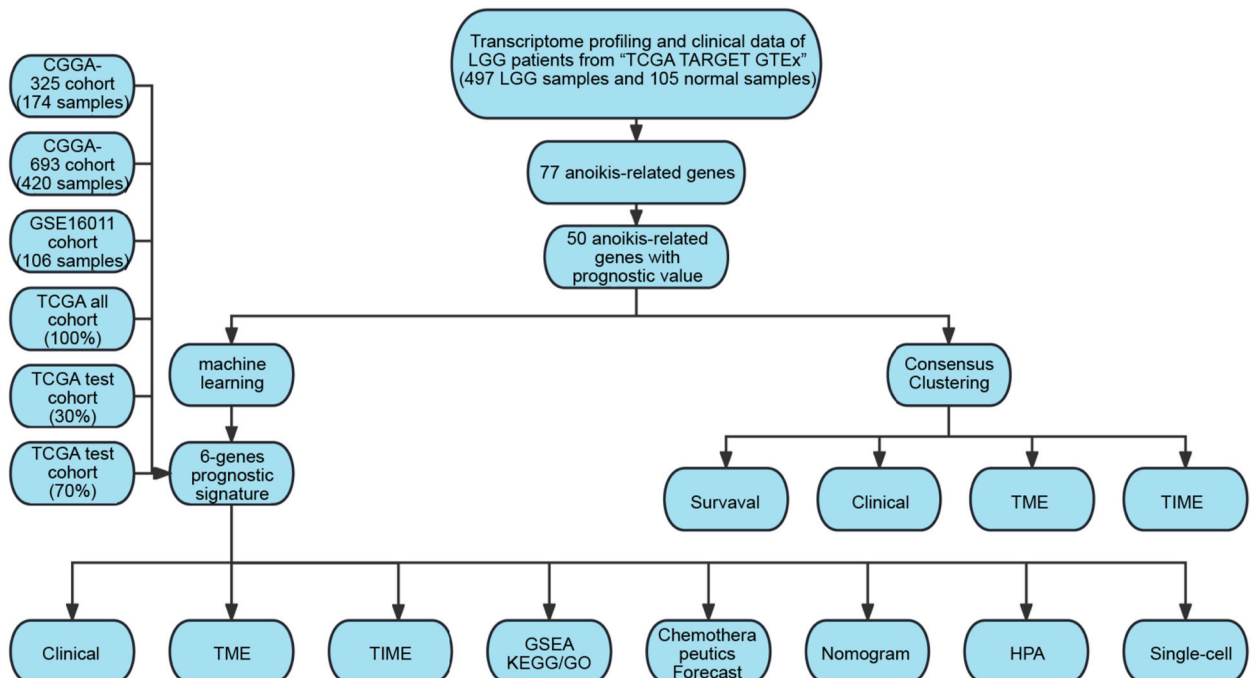 Transcriptome profiling and clinical data of
LGG patients from “TCGA TARGET GTEx”
(497 LGG samples and 105 normal samples)
77 anoikis-related genes
50 anoikis-related
genes with
prognostic value
CGGA-
325 cohort
(174 samples)
CGGA-
693 cohort
(420 samples)
GSE16011
cohort
(106 samples)
TCGA all
cohort
(100%)
TCGA test
cohort
(30%)
TCGA test
cohort
(70%)
machine
learning
6-genes
prognostic
signature
Consensus
Clustering
Survaval
Clinical
TME
TIME
Clinical
TME
TIME
GSEA
KEGG/GO
Chemothera
peutics
Forecast
Nomogram
HPA
Single-cell